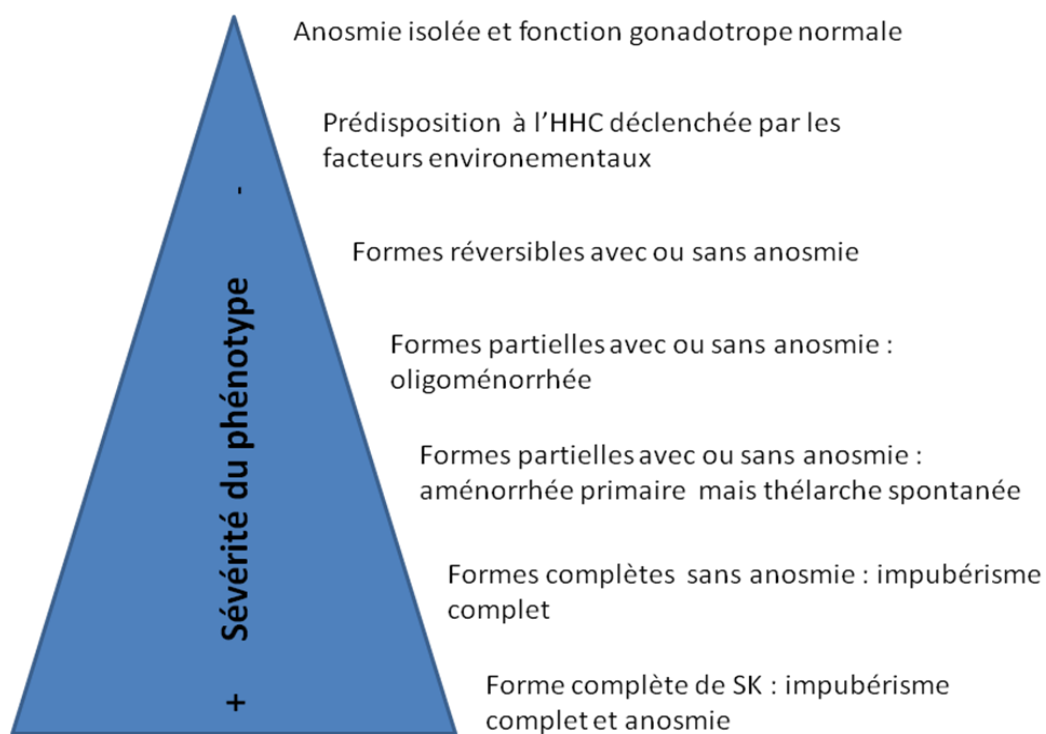 Anosmie isolée et fonction gonadotrope normale
Prédisposition à l'HHC déclenchée par les
facteurs environementaux
-
Formes réversibles avec ou sans anosmie
Sévérité du phénotype
Formes partielles avec ou sans anosmie :
oligoménorrhée
Formes partielles avec ou sans anosmie :
aménorrhée primaire mais thélarche spontanée
Formes complètes sans anosmie : impubérisme
complet
+
Forme complète de SK : impubérisme
complet et anosmie